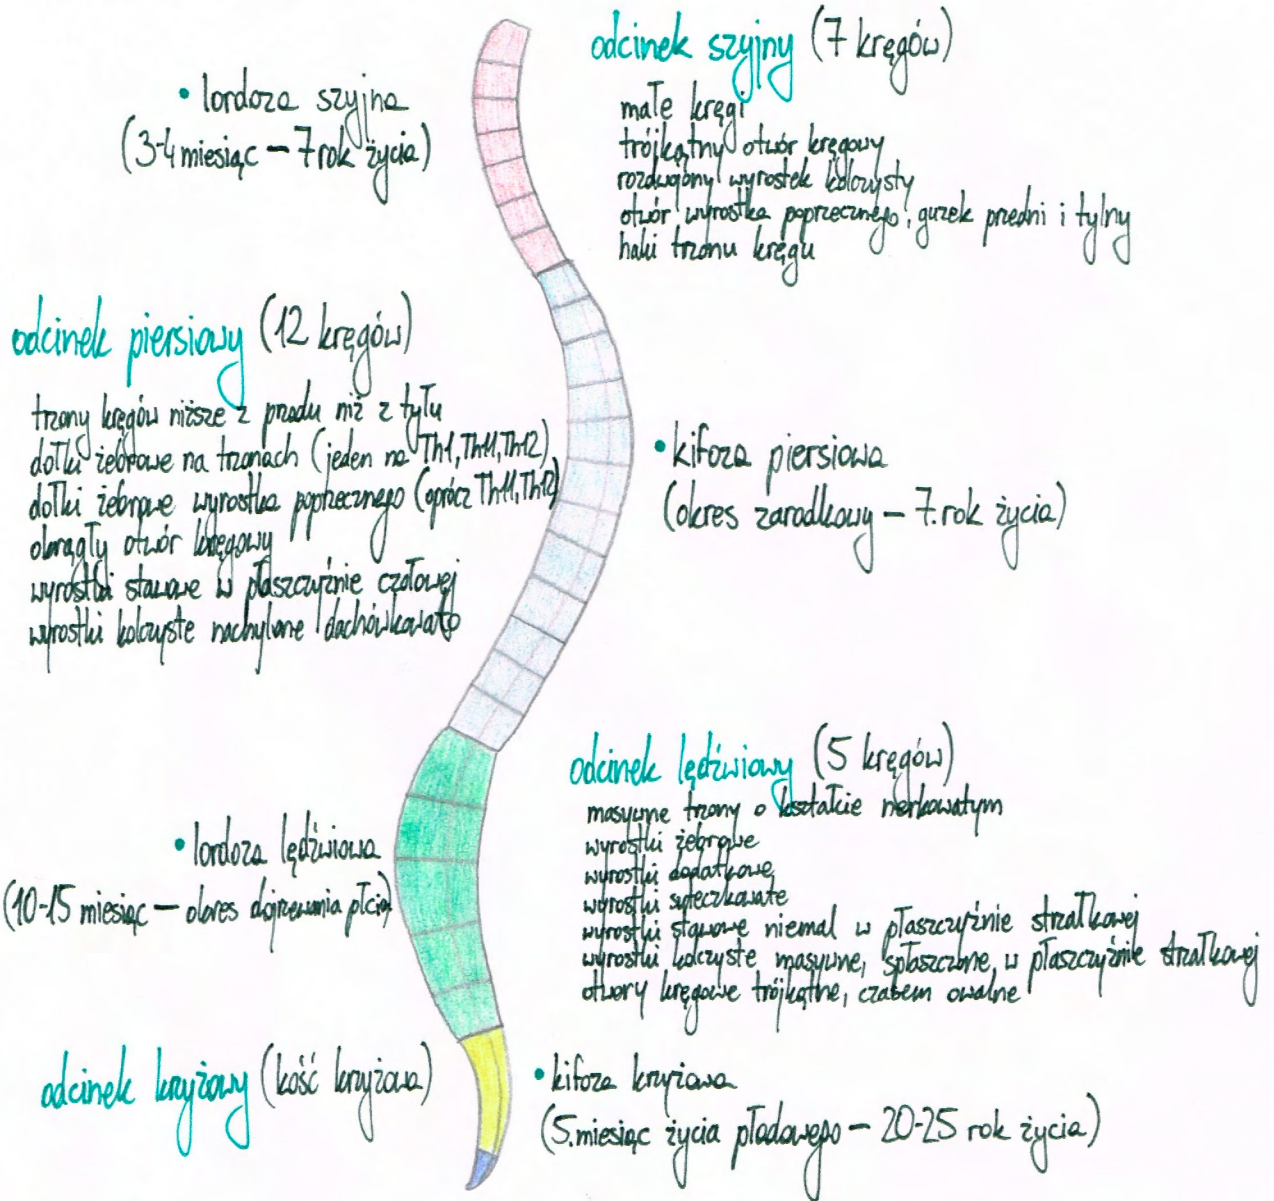 odcinek szyjny (7 kręgów)
małe kręgi
trójkątny otwór kręgowy
rozdwojony wyrostek kolczysty
otwór wyrostka poprzecznego, guzek przedni i tylny
haki trzonu kręgu
• lordoza szyjna
(3-4 miesiąc – 7 rok życia)
odcinek piersiowy (12 kręgów)
trzony kręgów niższe z przodu niż z tyłu
dołki żebrowe na trzonach (jeden na Th1, Th11, Th12)
dołki żebrowe wyrostka poprzecznego (oprócz Th11, Th12)
okrągły otwór kręgowy
wyrostki stawowe w płaszczyźnie czołowej
wyrostki kolczyste nachylone dachówkowato
• kifoza piersiowa
(okres zarodkowy – 7. rok życia)
odcinek lędźwiowy (5 kręgów)
masywne trzony o kształcie nerkowatym
wyrostki żebrowe
wyrostki dodatkowe
wyrostki suteczkowate
wyrostki stawowe niemal w płaszczyźnie strzałkowej
wyrostki kolczyste masywne, spłaszczone, w płaszczyźnie strzałkowej
otwory kręgowe trójkątne, czasem owalne
• lordoza lędźwiowa
(10-15 miesiąc – okres dojrzewania płcia)
odcinek krzyżowy (kość krzyżowa)
• kifoza krzyżowa
(5. miesiąc życia płodowego – 20-25 rok życia)